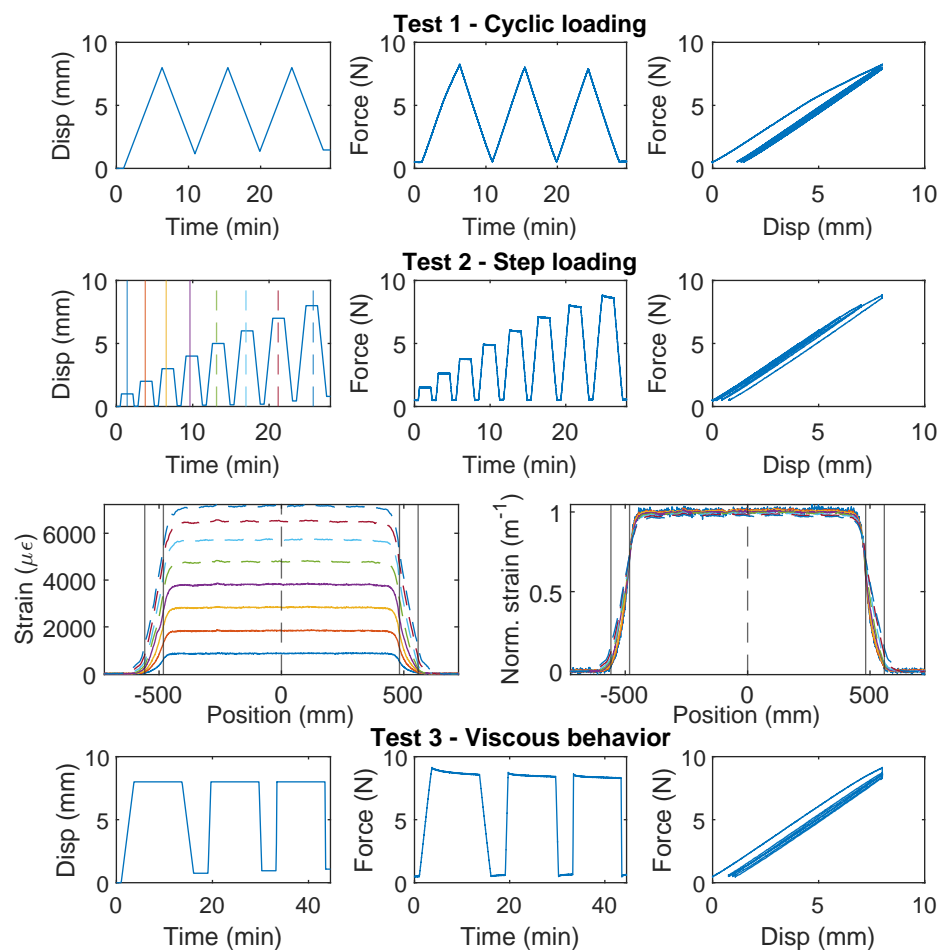 Test 1 - Cyclic loading
Disp (mm)
10
5
0
0 20
Time (min)
Force (N)
10
5
0
0 20
Time (min)
Force (N)
10
5
0
0 5 10
Disp (mm)
Test 2 - Step loading
Disp (mm)
10
5
0
0 10 20
Time (min)
Force (N)
10
5
0
0 10 20
Time (min)
Force (N)
10
5
0
0 5 10
Disp (mm)
Strain (με)
6000
4000
2000
0
-500 0 500
Position (mm)
Norm. strain (m⁻¹)
1
0.5
0
-500 0 500
Position (mm)
Test 3 - Viscous behavior
Disp (mm)
10
5
0
0 20 40
Time (min)
Force (N)
10
5
0
0 20 40
Time (min)
Force (N)
10
5
0
0 5 10
Disp (mm)